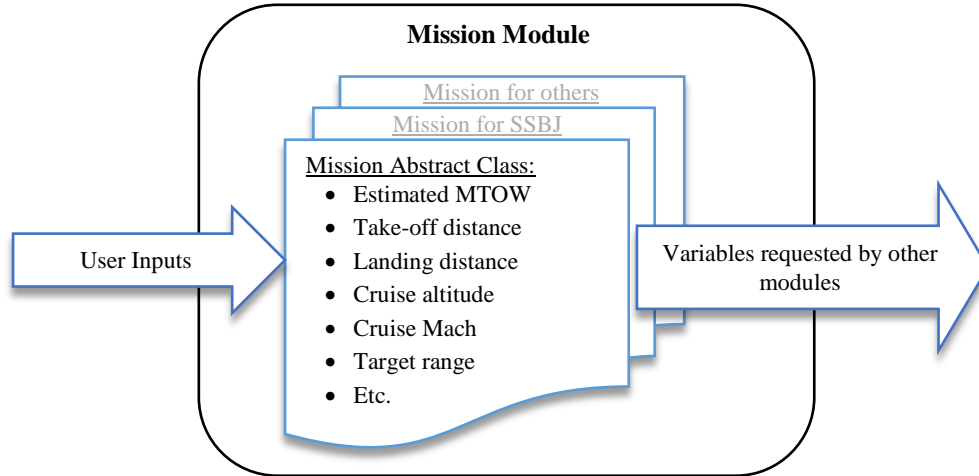 Mission Module
Mission for others
Mission for SSBJ
Mission Abstract Class:
• Estimated MTOW
• Take-off distance
• Landing distance
• Cruise altitude
• Cruise Mach
• Target range
• Etc.
User Inputs
Variables requested by other
modules